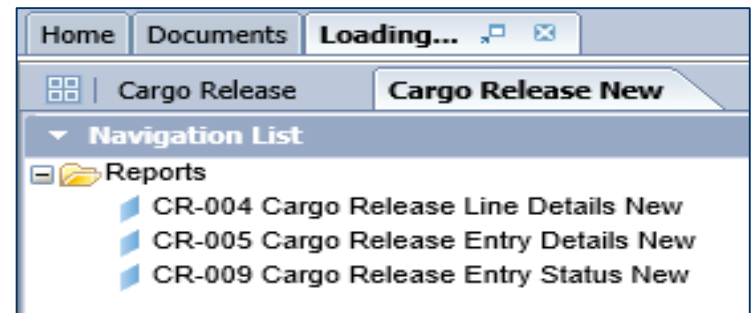 Home Documents Loading...
Cargo Release Cargo Release New
Navigation List
Reports
CR-004 Cargo Release Line Details New
CR-005 Cargo Release Entry Details New
CR-009 Cargo Release Entry Status New